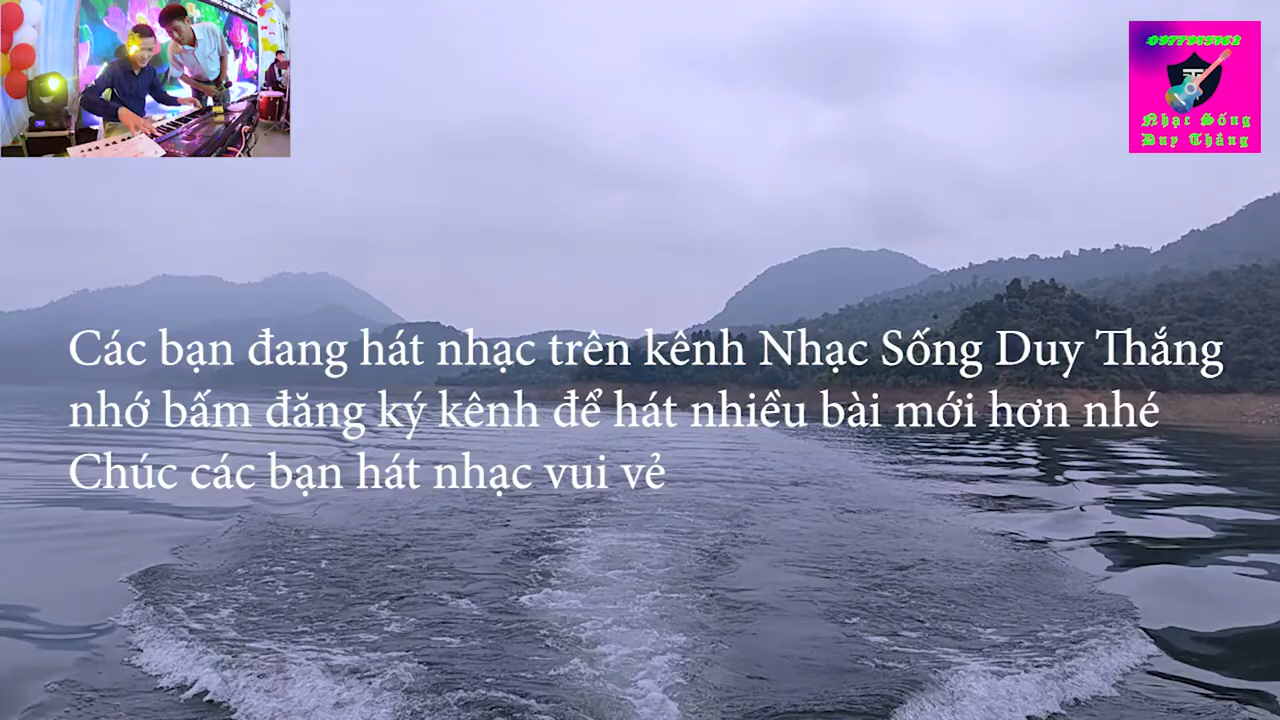 Nhạc Sống
Duy Thắng
Các bạn đang hát nhạc trên kênh Nhạc Sống Duy Thắng
nhớ bấm đăng ký kênh để hát nhiều bài mới hơn nhé
Chúc các bạn hát nhạc vui vẻ